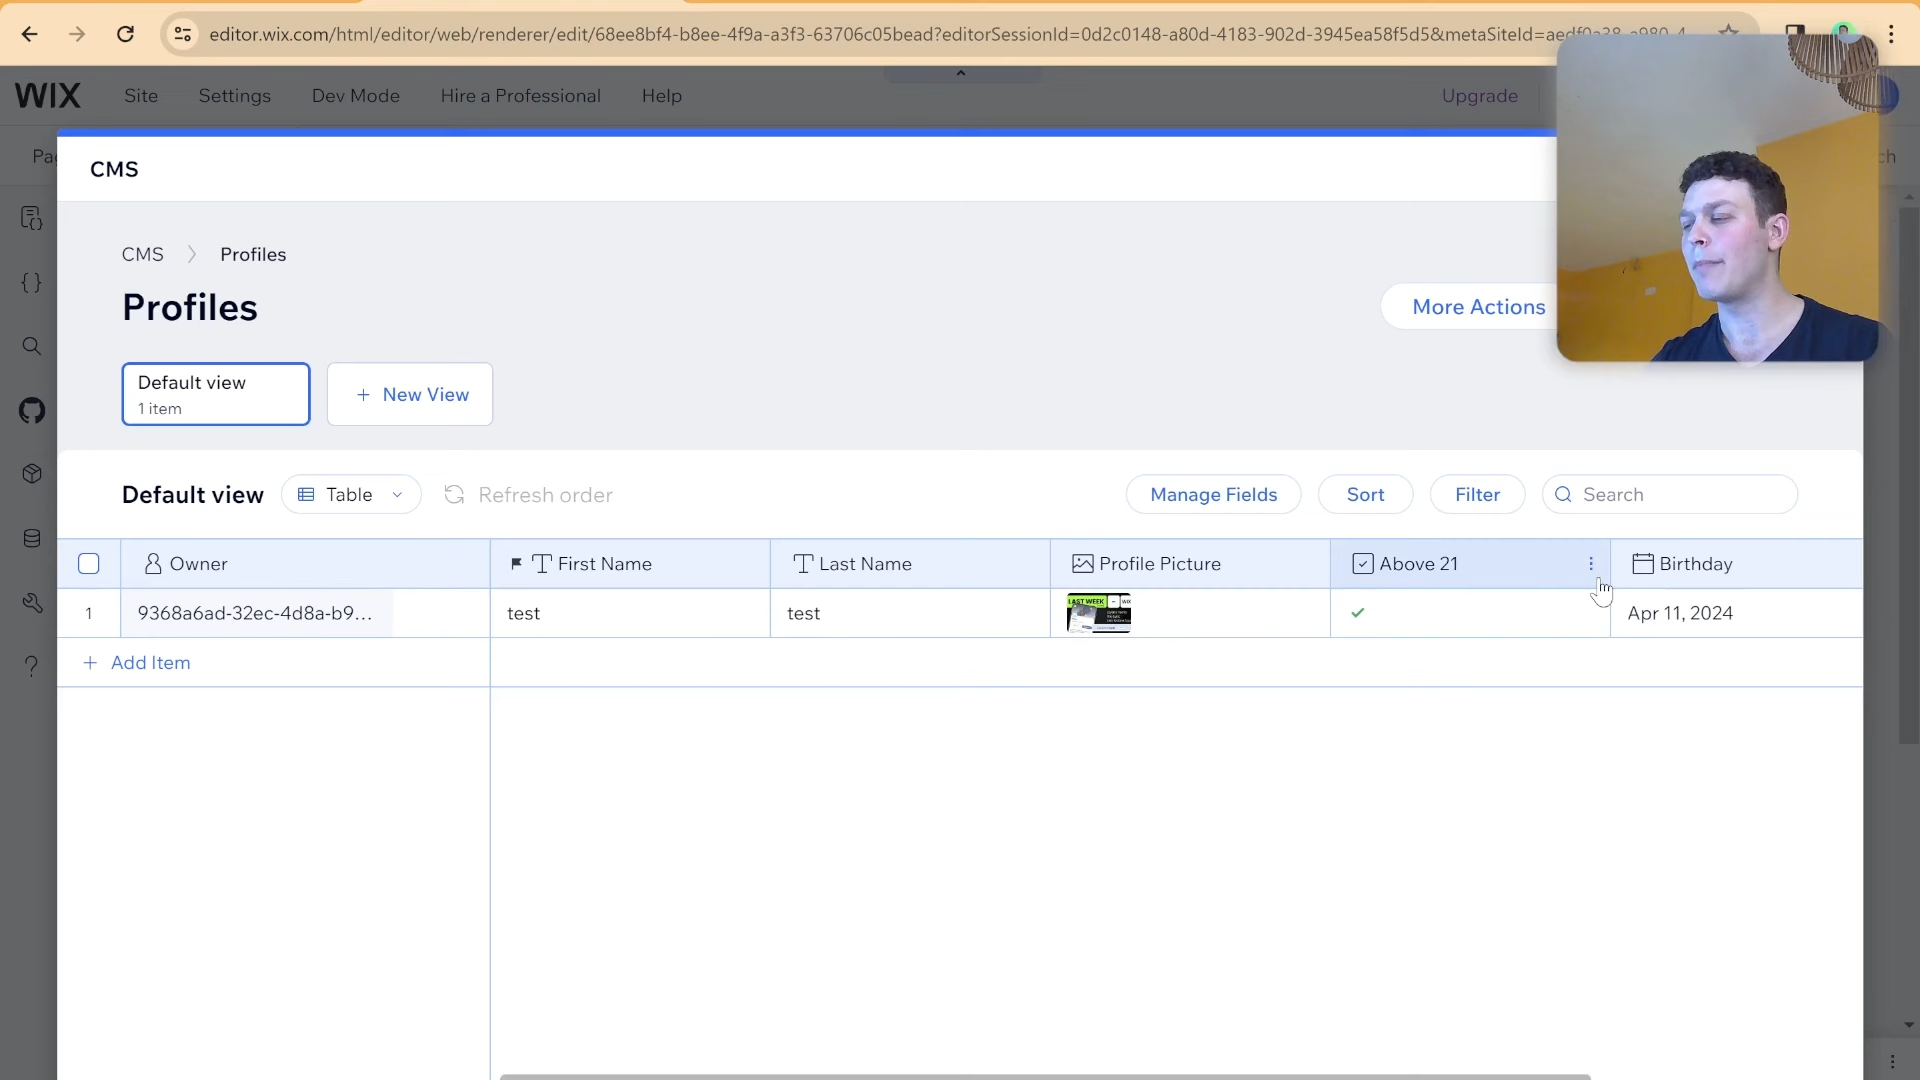 editor.wix.com/html/editor/web/renderer/edit/68ee8bf4-b8ee-4f9a-a3f3-63706c05bead?editorSessionId=0d2c0148-a80d-4183-902d-3945ea58f5d5&metaSiteId=
WIX Site Settings Dev Mode Hire a Professional Help Upgrade
CMS
CMS Profiles
Profiles
More Actions
Default view
1 item
+ New View
Default view Table Refresh order Manage Fields Sort Filter Search
Owner First Name Last Name Profile Picture Above 21 Birthday
1 9368a6ad-32ec-4d8a-b9... test test LAST WEEK WIX Apr 11, 2024
+ Add Item